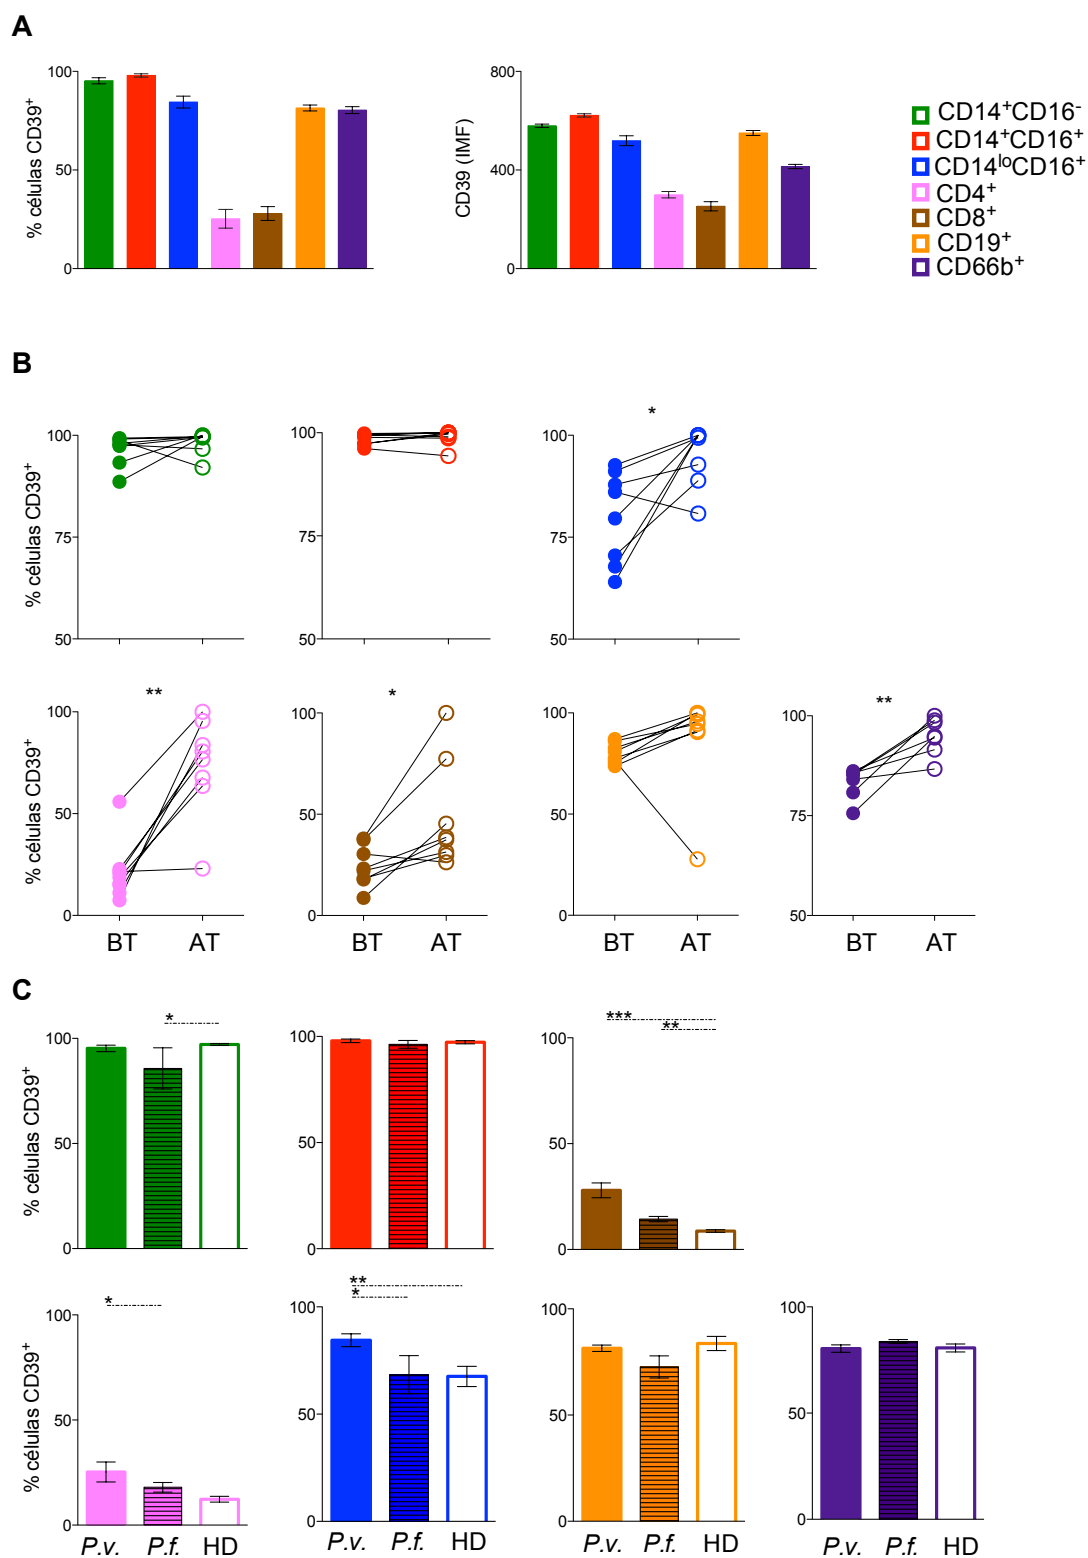 A
% células CD39+
100
50
0
CD39 (IMF)
800
400
0
CD14+CD16-
CD14+CD16+
CD14loCD16+
CD4+
CD8+
CD19+
CD66b+
B
% células CD39+
100
75
50
100
75
50
*
100
75
50
% células CD39+
**
100
50
0
BT AT
*
100
50
0
BT AT
100
50
0
BT AT
**
100
75
50
BT AT
C
% células CD39+
*
100
50
0
100
50
0
***
**
100
50
0
% células CD39+
*
100
50
0
P.v. P.f. HD
**
*
100
50
0
P.v. P.f. HD
100
50
0
P.v. P.f. HD
100
50
0
P.v. P.f. HD